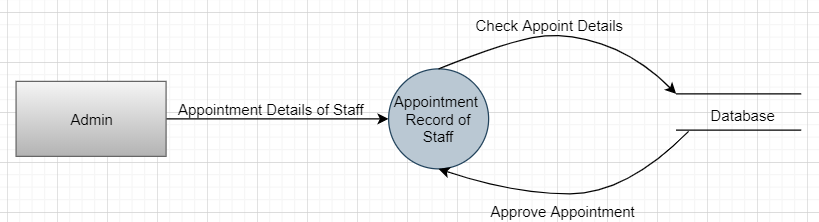 Check Appoint Details
Admin
Appointment Details of Staff
Appointment
Record of
Staff
Database
Approve Appointment